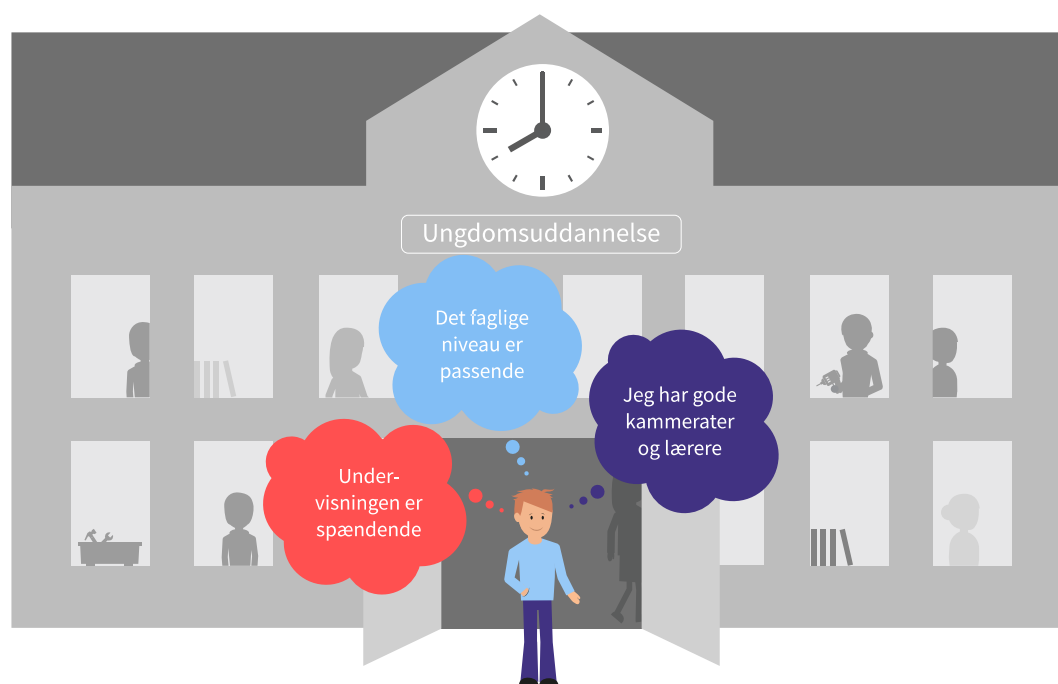 Ungdomsuddannelse
Det faglige
niveau er
passende
Jeg har gode
kammerater
og lærere
Under-
visningen er
spændende